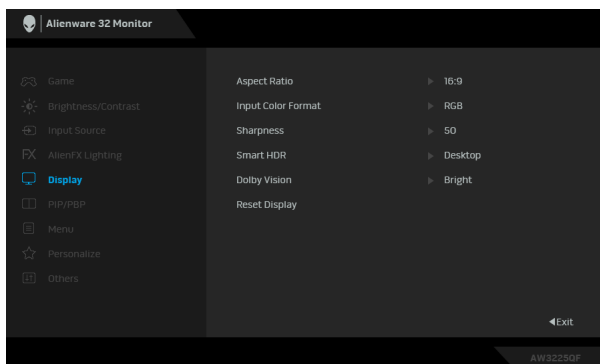 Alienware 32 Monitor
Game
Brightness/Contrast
Input Source
AlienFX Lighting
Display
PIP/PBP
Menu
Personalize
Others
Aspect Ratio 16:9
Input Color Format RGB
Sharpness 50
Smart HDR Desktop
Dolby Vision Bright
Reset Display
Exit
AW3225QF